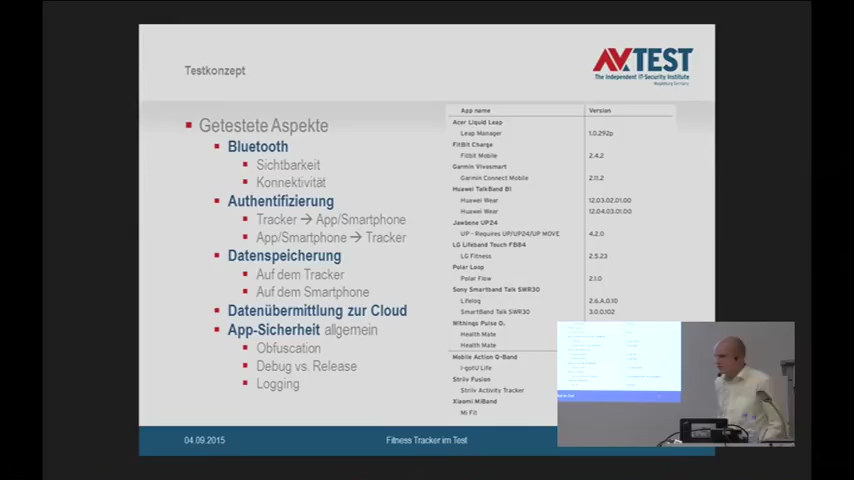 Testkonzept
AV TEST
The Independent IT-Security Institute
Magdeburg Germany
Getestete Aspekte
Bluetooth
Sichtbarkeit
Konnektivität
Authentifizierung
Tracker → App/Smartphone
App/Smartphone → Tracker
Datenspeicherung
Auf dem Tracker
Auf dem Smartphone
Datenübermittlung zur Cloud
App-Sicherheit allgemein
Obfuscation
Debug vs. Release
Logging
App name Version
Acer Liquid Leap
Leap Manager 1.0.292p
FitBit Charge
Fitbit Mobile 2.4.2
Garmin Vivosmart
Garmin Connect Mobile 2.11.2
Huawei TalkBand B1
Huawei Wear 12.03.02.01.00
Huawei Wear 12.04.03.01.00
Jawbone UP24
UP - Requires UP/UP24/UP MOVE 4.2.0
LG Lifeband Touch FB84
LG Fitness 2.5.23
Polar Loop
Polar Flow 2.1.0
Sony Smartband Talk SWR30
Lifelog 2.6.A.0.10
SmartBand Talk SWR30 3.0.0.102
Withings Pulse O,
Health Mate
Health Mate
Mobile Action Q-Band
i-gotU Life
Striiv Fusion
Striiv Activity Tracker
Xiaomi MiBand
Mi Fit
04.09.2015
Fitness Tracker im Test